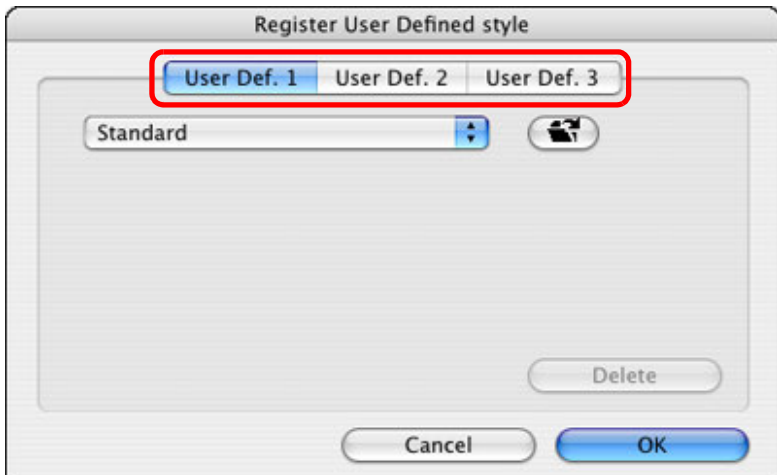 Register User Defined style
User Def. 1 User Def. 2 User Def. 3
Standard
Delete
Cancel OK